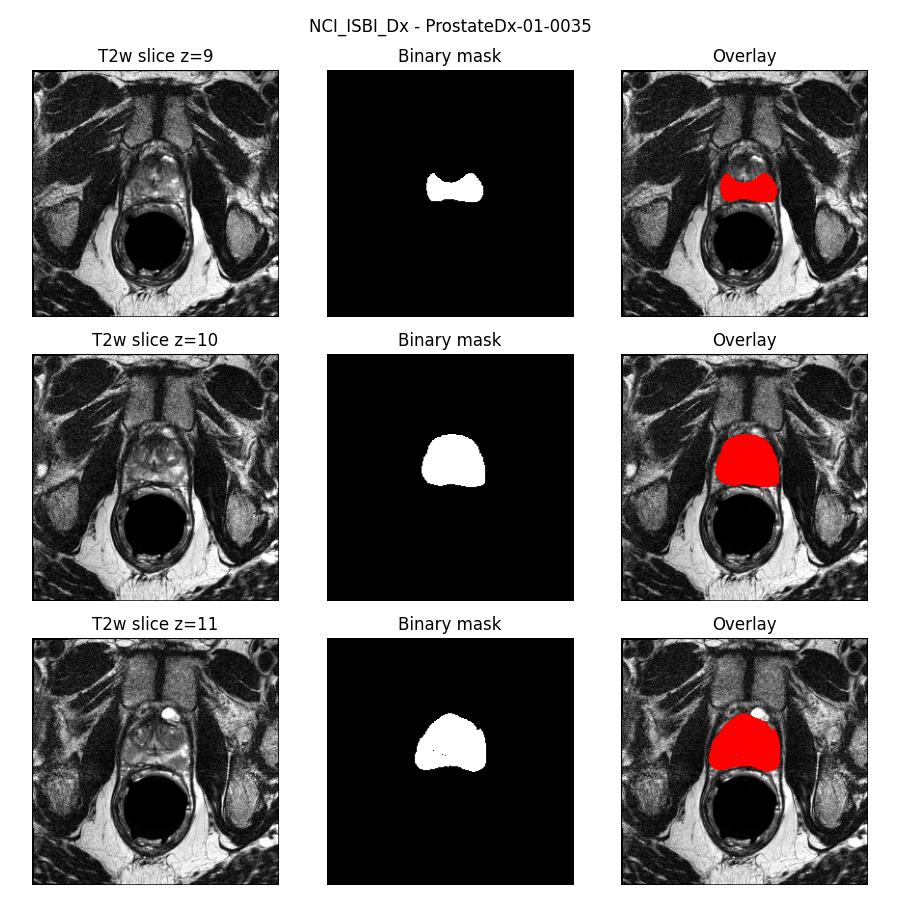 NCI_ISBI_Dx - ProstateDx-01-0035
T2w slice z=9
Binary mask
Overlay
T2w slice z=10
Binary mask
Overlay
T2w slice z=11
Binary mask
Overlay